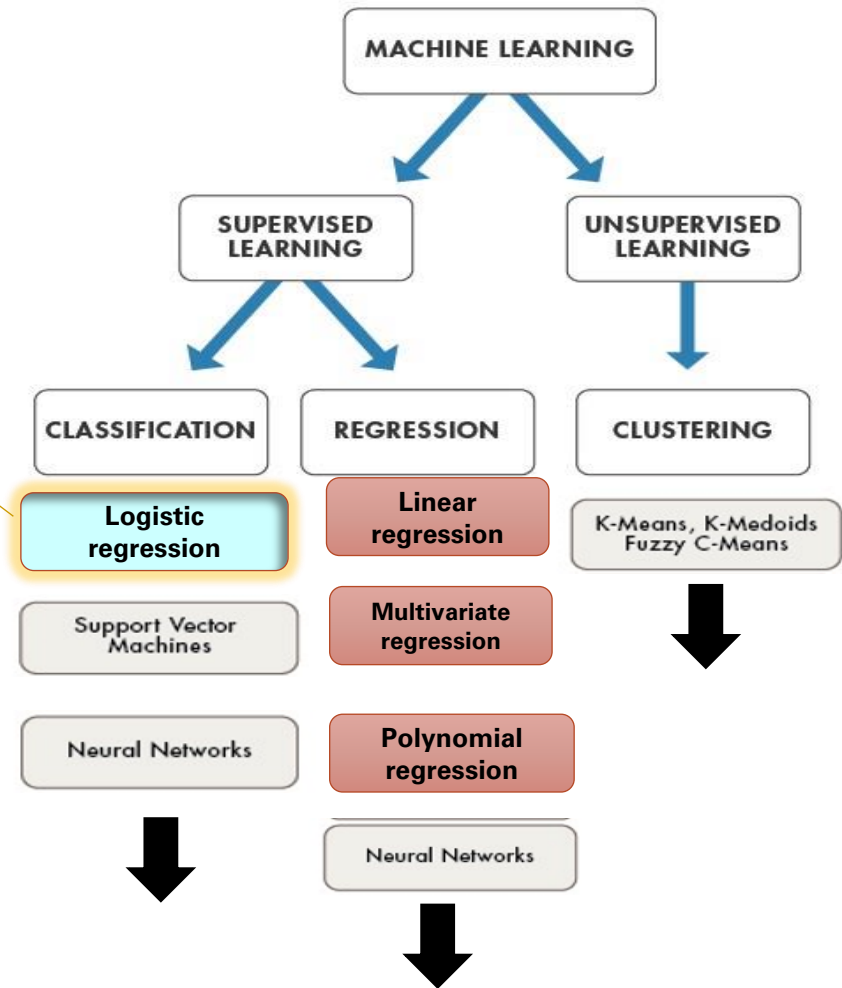 MACHINE LEARNING
SUPERVISED
LEARNING
UNSUPERVISED
LEARNING
CLASSIFICATION
REGRESSION
CLUSTERING
Logistic
regression
Linear
regression
K-Means, K-Medoids
Fuzzy C-Means
Support Vector
Machines
Multivariate
regression
Neural Networks
Polynomial
regression
Neural Networks